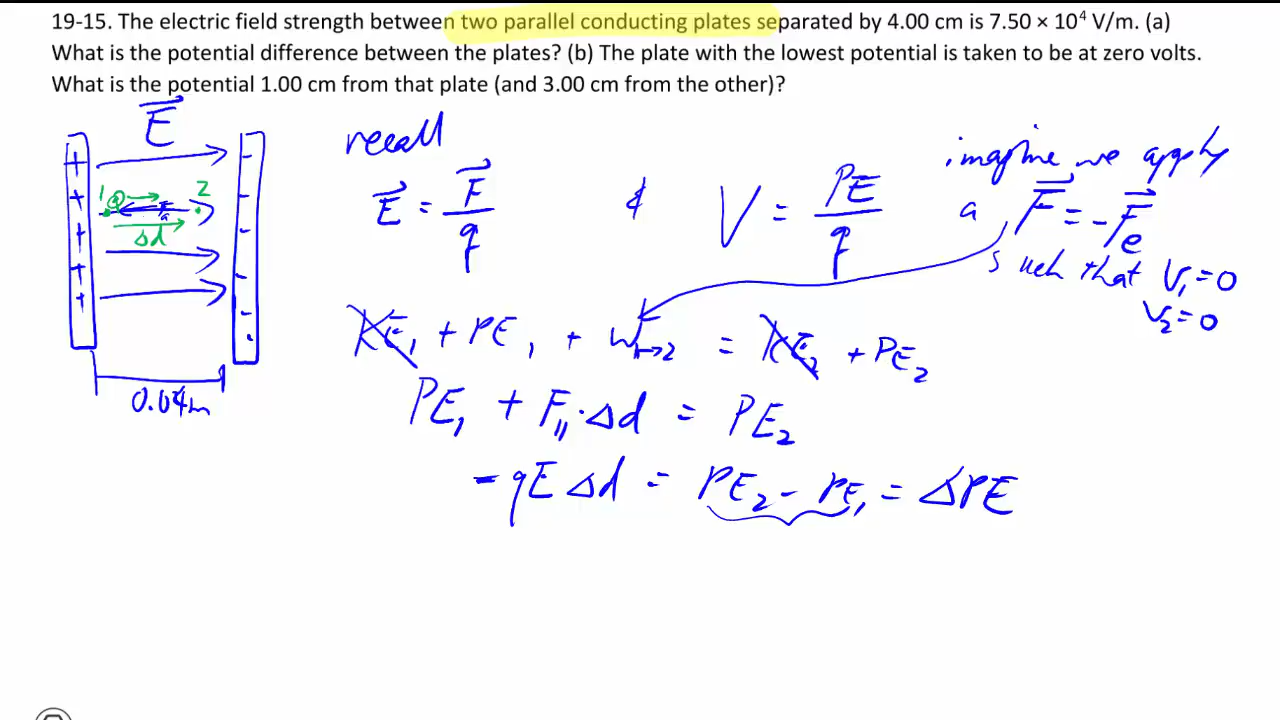 19-15. The electric field strength between two parallel conducting plates separated by 4.00 cm is 7.50 × 10⁴ V/m. (a)
What is the potential difference between the plates? (b) The plate with the lowest potential is taken to be at zero volts.
What is the potential 1.00 cm from that plate (and 3.00 cm from the other)?
E⃗
recall
imagine we apply
E⃗ = F⃗/q & V = PE/q
a F⃗ = -F⃗e
such that V₁=0
V₂=0
+ + + + +
- - - - -
1 2
Δd
0.04m
KE₁ + PE₁ + W₁→₂ = KE₂ + PE₂
PE₁ + F₁₁·Δd = PE₂
-qEΔd = PE₂ - PE₁ = ΔPE